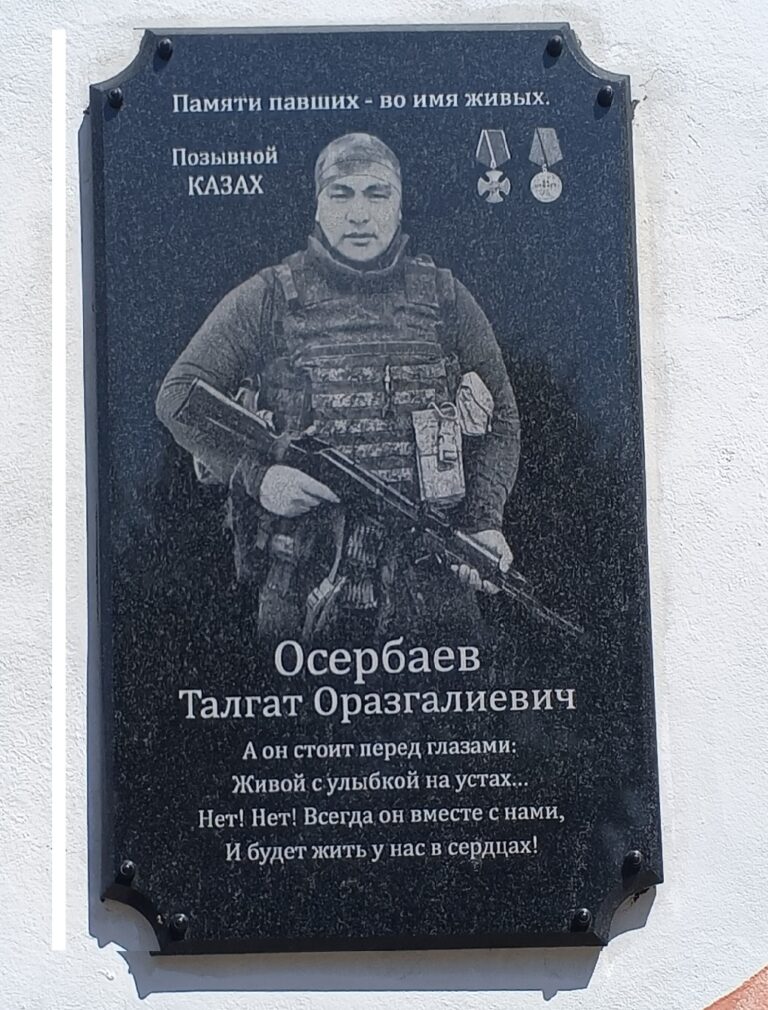 Памяти павших - во имя живых.
Позывной
КАЗАХ
Осербаев
Талгат Оразгалиевич
А он стоит перед глазами:
Живой с улыбкой на устах...
Нет! Нет! Всегда он вместе с нами,
И будет жить у нас в сердцах!